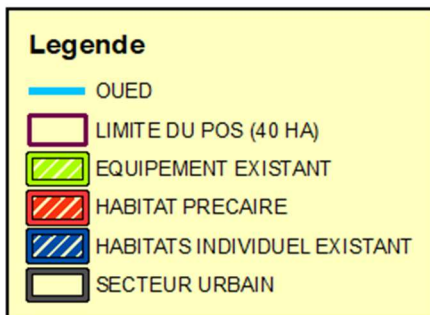 Legende
OUED
LIMITE DU POS (40 HA)
EQUIPEMENT EXISTANT
HABITAT PRECAIRE
HABITATS INDIVIDUEL EXISTANT
SECTEUR URBAIN